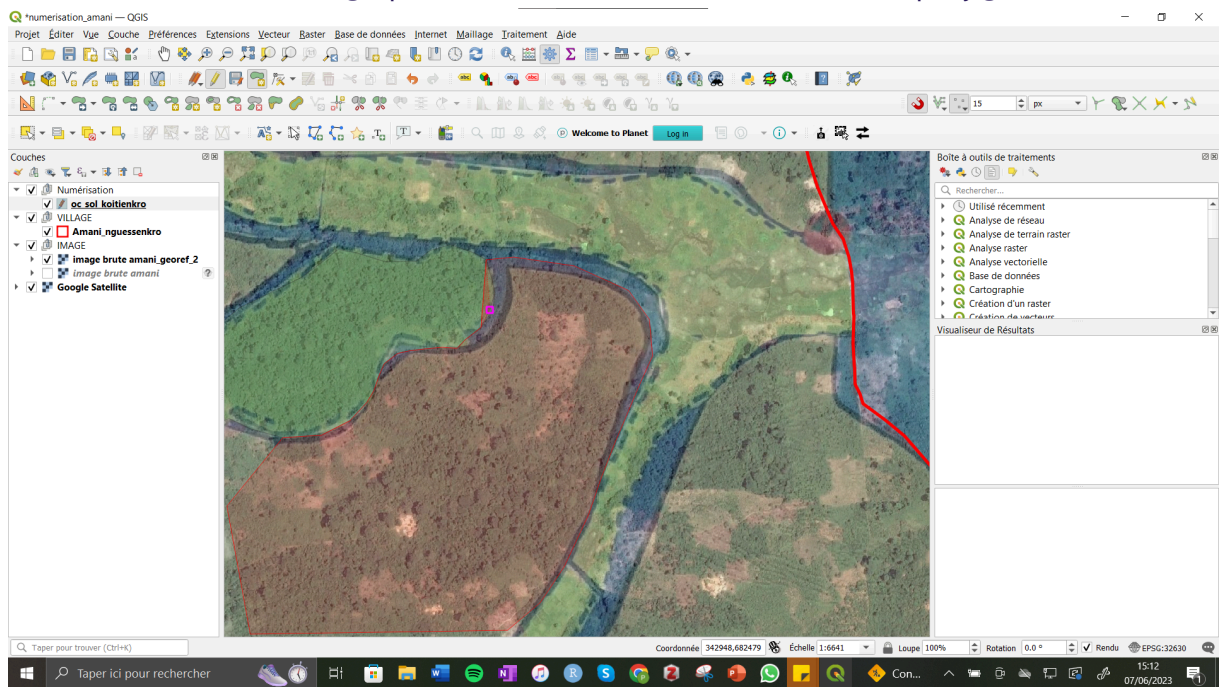 *numerisation_amani — QGIS
Projet Éditer Vue Couche Préférences Extensions Vecteur Raster Base de données Internet Maillage Traitement Aide
15 px
Welcome to Planet Log in
Couches
Numérisation
oc_sol_koitienkro
VILLAGE
Amani_nguessenkro
IMAGE
image brute amani_georef_2
image brute amani ?
Google Satellite
Boîte à outils de traitements
Rechercher...
Utilisé récemment
Analyse de réseau
Analyse de terrain raster
Analyse raster
Analyse vectorielle
Base de données
Cartographie
Création d'un raster
Création de vecteurs
Visualiseur de Résultats
Taper pour trouver (Ctrl+K)
Coordonnée 342948,682479 Échelle 1:6641 Loupe 100% Rotation 0.0 ° Rendu EPSG:32630
Taper ici pour rechercher
Con...
15:12
07/06/2023
1